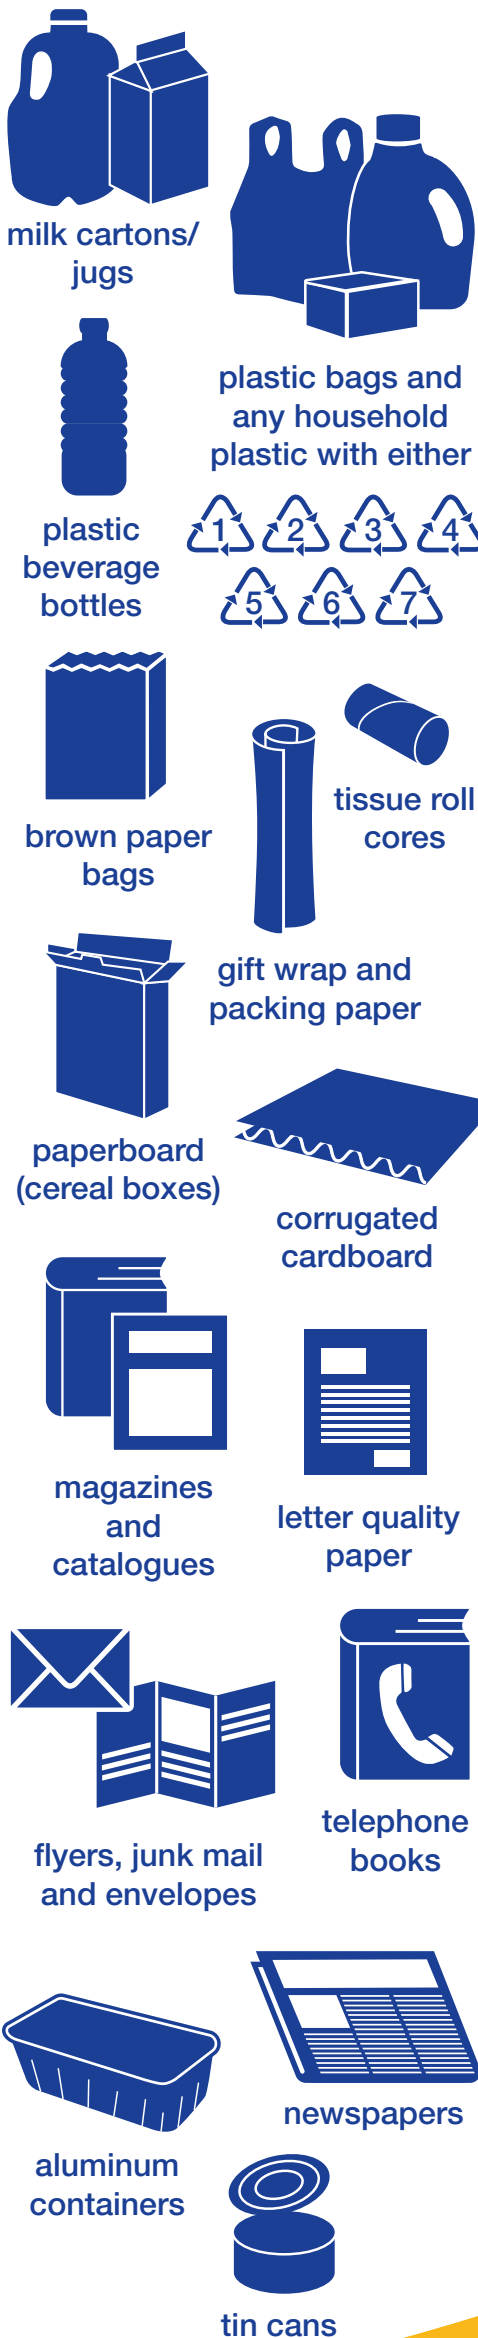 milk cartons/
jugs
plastic bags and
any household
plastic with either
1 2 3 4
5 6 7
plastic
beverage
bottles
brown paper
bags
tissue roll
cores
gift wrap and
packing paper
paperboard
(cereal boxes)
corrugated
cardboard
magazines
and
catalogues
letter quality
paper
flyers, junk mail
and envelopes
telephone
books
newspapers
aluminum
containers
tin cans